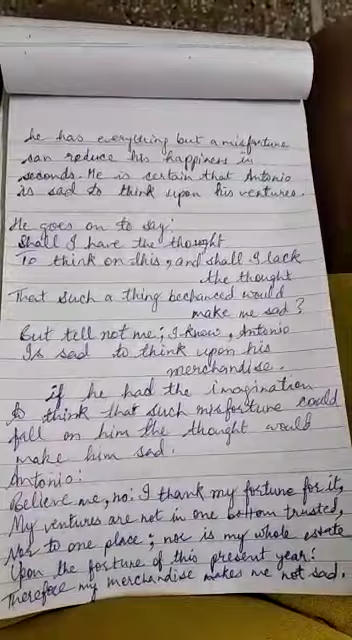 he has everything but a misfortune
can reduce his happiness in
seconds. He is certain that Antonio
is sad to think upon his ventures.
He goes on to say:
Shall I have the thought
To think on this, and shall I lack
the thought
That such a thing bechanced would
make me sad?
But tell not me; I know, Antonio
Is sad to think upon his
merchandise.
if he had the imagination
to think that such misfortune could
fall on him the thought would
make him sad.
Antonio:
Believe me, no: I thank my fortune for it,
My ventures are not in one bottom trusted,
Nor to one place; nor is my whole estate
Upon the fortune of this present year:
Therefore my merchandise makes me not sad.